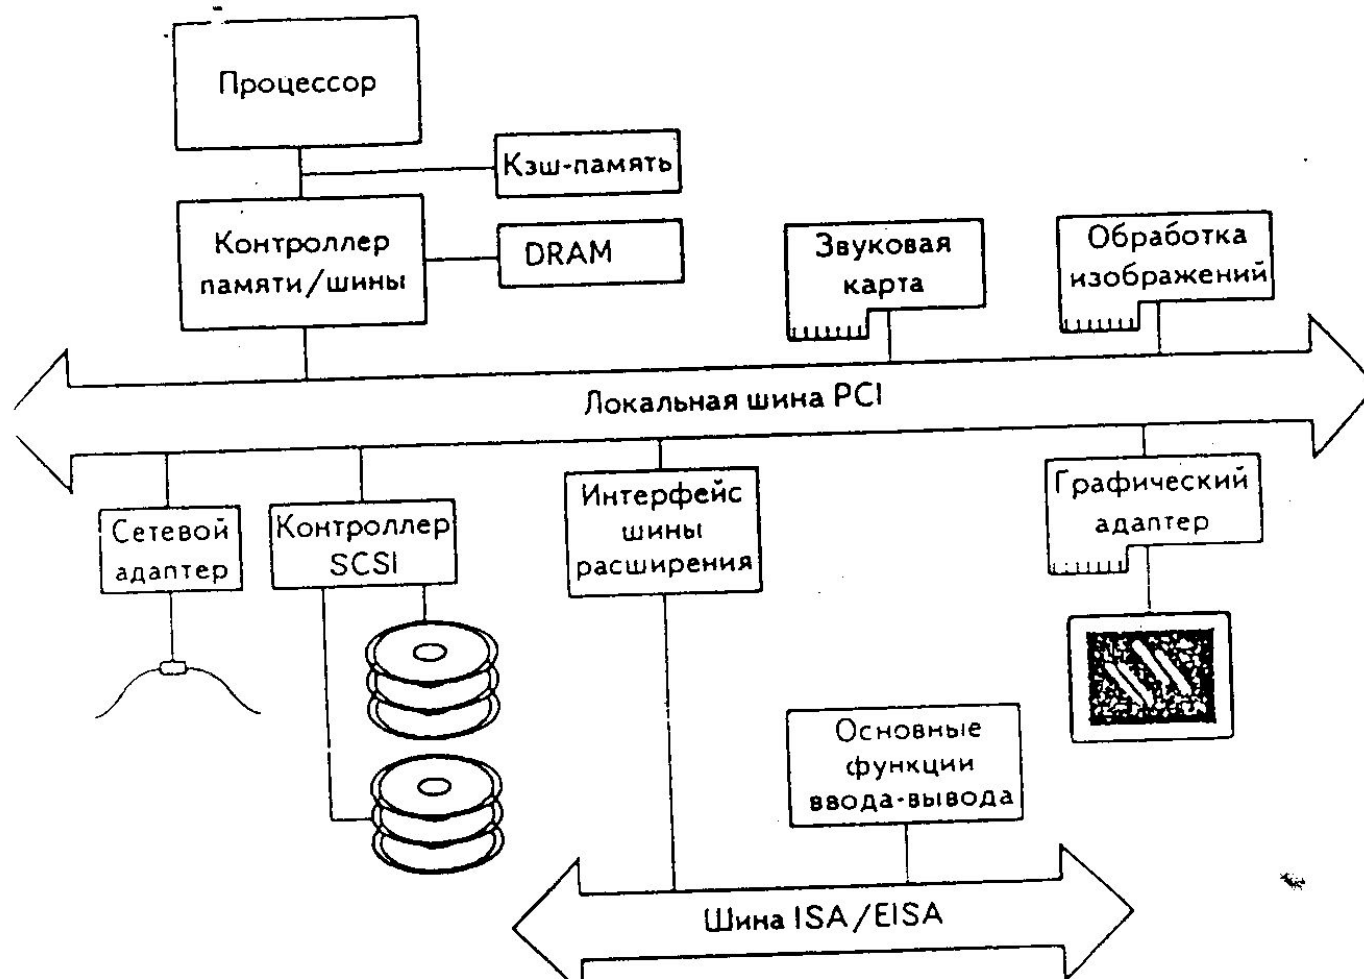 Процессор
Кэш-память
Контроллер
памяти/шины
DRAM
Звуковая
карта
Обработка
изображений
Локальная шина PCI
Сетевой
адаптер
Контроллер
SCSI
Интерфейс
шины
расширения
Графический
адаптер
Основные
функции
ввода-вывода
Шина ISA/EISA